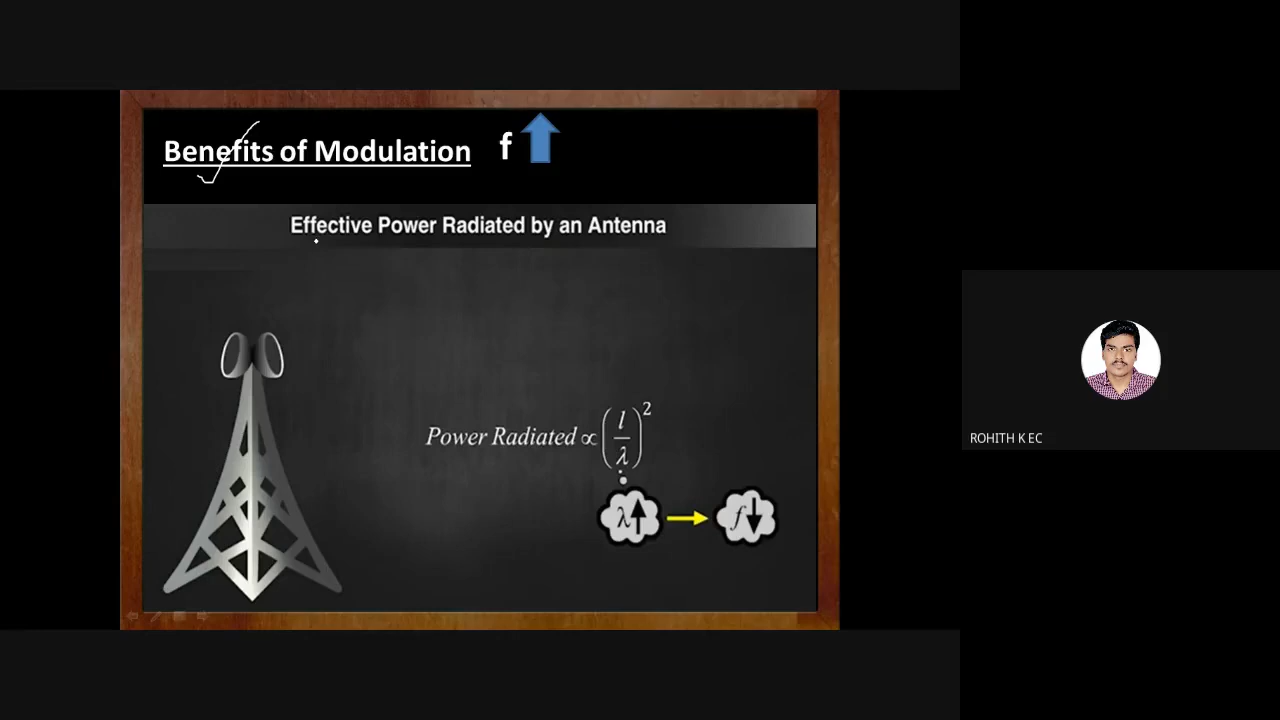 Benefits of Modulation f
Effective Power Radiated by an Antenna
Power Radiated ∝ (l/λ)²
λ f
ROHITH K EC